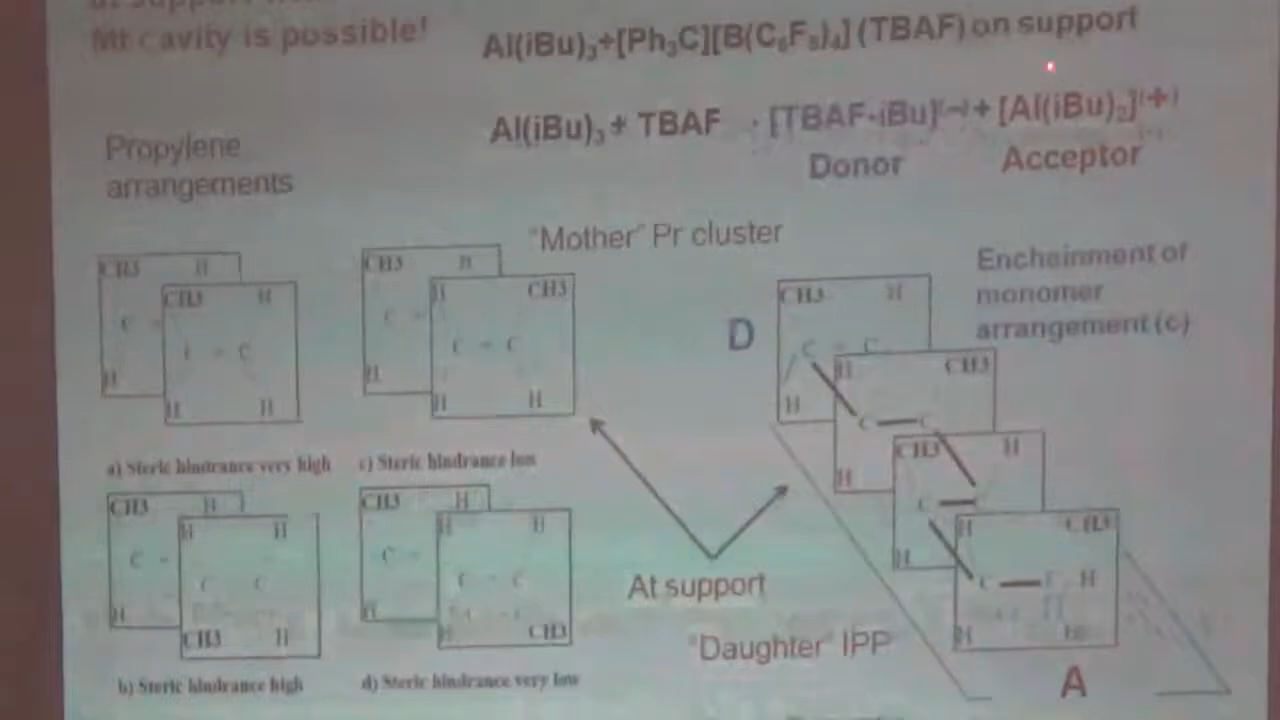 cavity is possible!
Al(iBu)₃+[Ph₃C][B(C₆F₅)₄] (TBAF) on support
Al(iBu)₃ + TBAF [TBAF-iBu]⁽⁻⁾ + [Al(iBu)₂]⁽⁺⁾
Donor Acceptor
Propylene
arrangements
"Mother" Pr cluster
Enchainment of
monomer
arrangement (c)
CH3 H
CH3 H
C
C = C
H
H H
a) Steric hindrance very high
CH3 H
H CH3
C
C = C
H
H H
c) Steric hindrance low
CH3 H
H H
C =
C C
H
CH3 H
b) Steric hindrance high
CH3 H
H H
C =
C = C
H
H CH3
d) Steric hindrance very low
At support
"Daughter" IPP
D
CH3 H
C = C
H CH3
H
C C
CH3 H
H
C
H CH3
H
C H
H
A